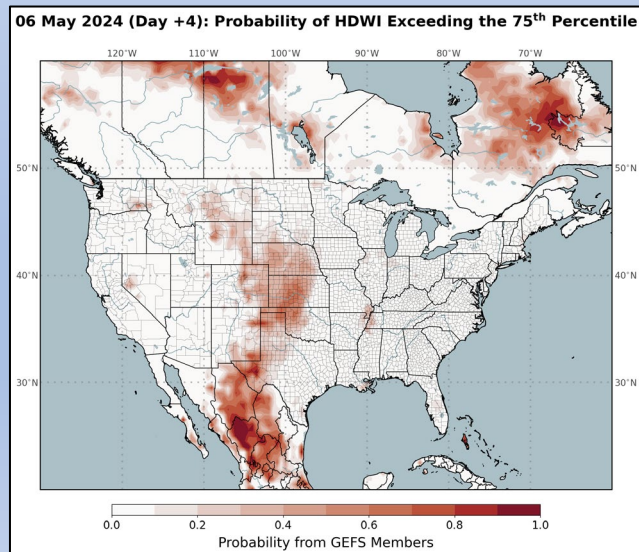 06 May 2024 (Day +4): Probability of HDWI Exceeding the 75th Percentile
120°W 110°W 100°W 90°W 80°W 70°W
50°N 50°N
40°N 40°N
30°N 30°N
0.0 0.2 0.4 0.6 0.8 1.0
Probability from GEFS Members